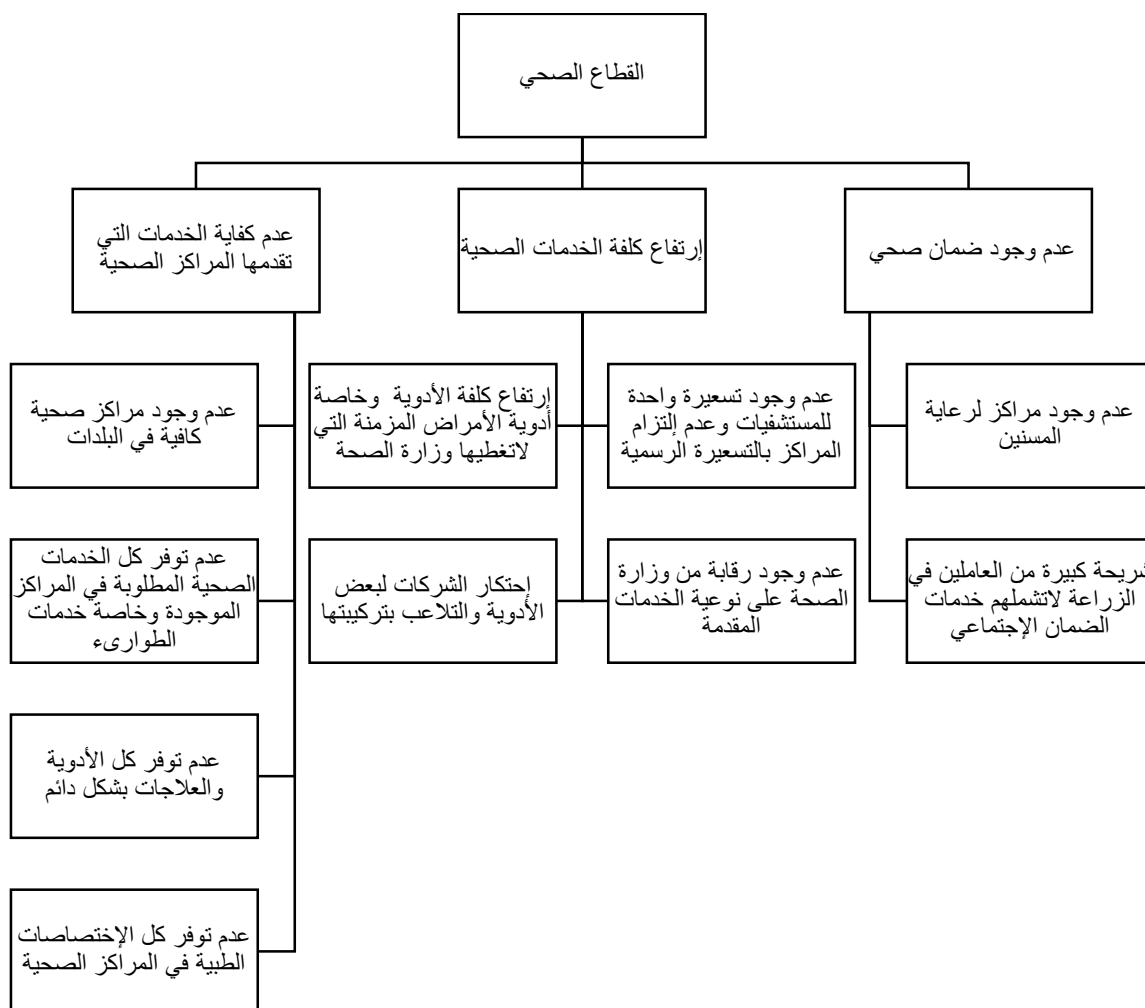 القطاع الصحي
عدم وجود ضمان صحي
إرتفاع كلفة الخدمات الصحية
عدم كفاية الخدمات التي
تقدمها المراكز الصحية
عدم وجود مراكز لرعاية
المسنين
شريحة كبيرة من العاملين في
الزراعة لاتشملهم خدمات
الضمان الإجتماعي
عدم وجود تسعيرة واحدة
للمستشفيات وعدم إلتزام
المراكز بالتسعيرة الرسمية
إرتفاع كلفة الأدوية وخاصة
أدوية الأمراض المزمنة التي
لاتغطيها وزارة الصحة
عدم وجود رقابة من وزارة
الصحة على نوعية الخدمات
المقدمة
إحتكار الشركات لبعض
الأدوية والتلاعب بتركيبتها
عدم وجود مراكز صحية
كافية في البلدات
عدم توفر كل الخدمات
الصحية المطلوبة في المراكز
الموجودة وخاصة خدمات
الطوارىء
عدم توفر كل الأدوية
والعلاجات بشكل دائم
عدم توفر كل الإختصاصات
الطبية في المراكز الصحية